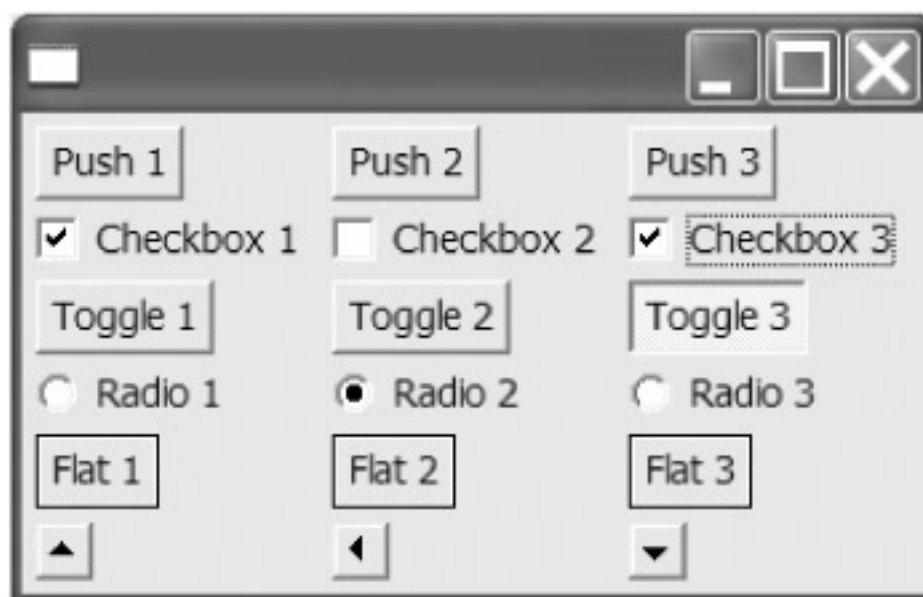 Push 1 Push 2 Push 3
Checkbox 1 Checkbox 2 Checkbox 3
Toggle 1 Toggle 2 Toggle 3
Radio 1 Radio 2 Radio 3
Flat 1 Flat 2 Flat 3